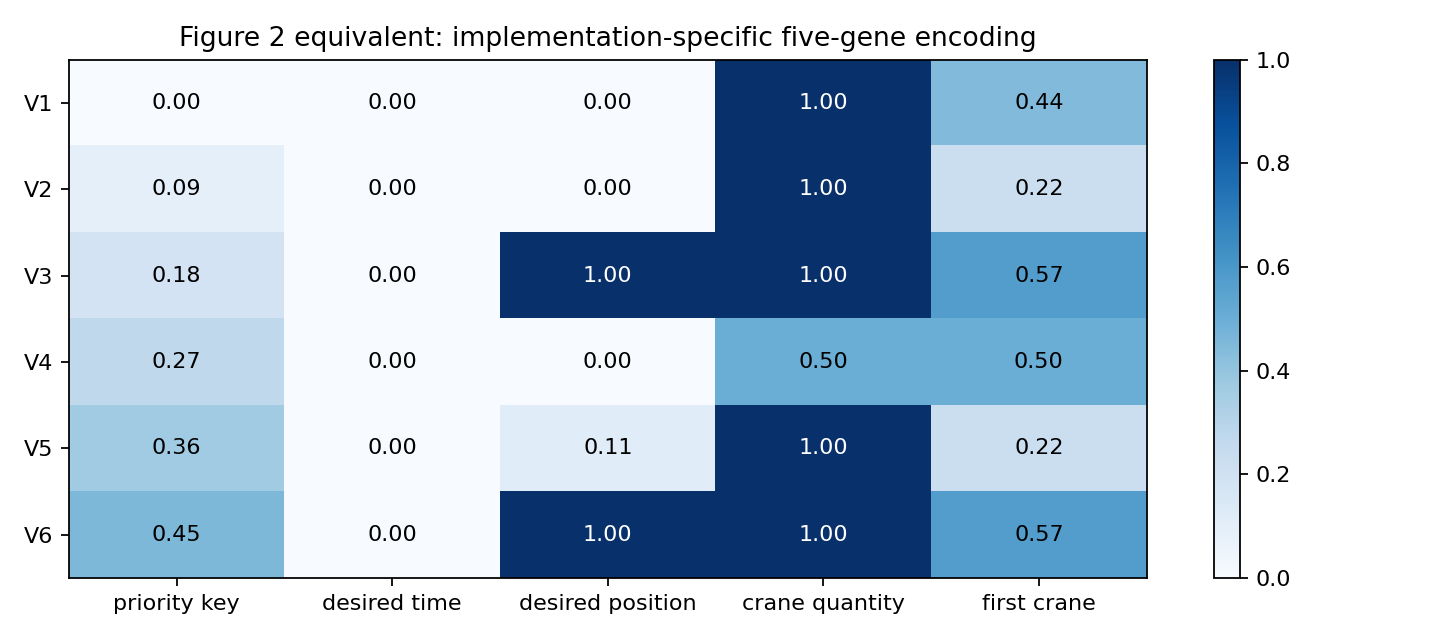 Figure 2 equivalent: implementation-specific five-gene encoding
V1 0.00 0.00 0.00 1.00 0.44
V2 0.09 0.00 0.00 1.00 0.22
V3 0.18 0.00 1.00 1.00 0.57
V4 0.27 0.00 0.00 0.50 0.50
V5 0.36 0.00 0.11 1.00 0.22
V6 0.45 0.00 1.00 1.00 0.57
priority key desired time desired position crane quantity first crane
1.0
0.8
0.6
0.4
0.2
0.0